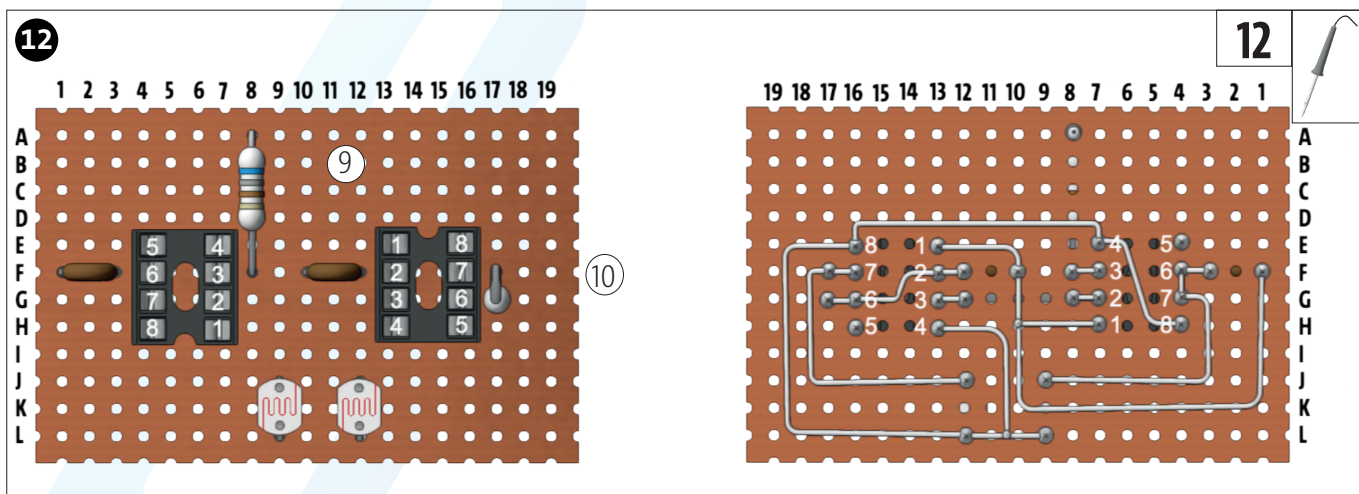 12
12
1 2 3 4 5 6 7 8 9 10 11 12 13 14 15 16 17 18 19
19 18 17 16 15 14 13 12 11 10 9 8 7 6 5 4 3 2 1
A A
B 9 B
C C
D D
E 5 4 1 8 8 1 4 5 E
F 6 3 2 7 10 7 2 3 6 F
G 7 2 3 6 6 3 2 7 G
H 8 1 4 5 5 4 1 8 H
I I
J J
K K
L L